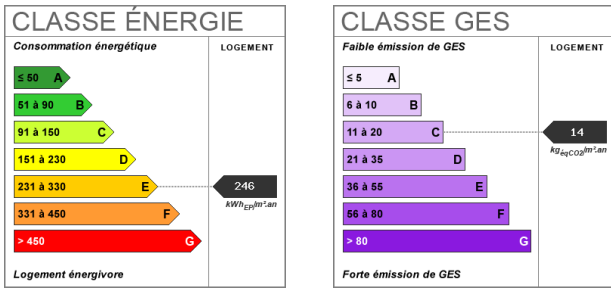 CLASSE ÉNERGIE
Consommation énergétique
LOGEMENT
≤ 50 A
51 à 90 B
91 à 150 C
151 à 230 D
231 à 330 E
246
kWhEP/m².an
331 à 450 F
> 450 G
Logement énergivore
CLASSE GES
Faible émission de GES
LOGEMENT
≤ 5 A
6 à 10 B
11 à 20 C
14
kgéqCO2/m².an
21 à 35 D
36 à 55 E
56 à 80 F
> 80 G
Forte émission de GES